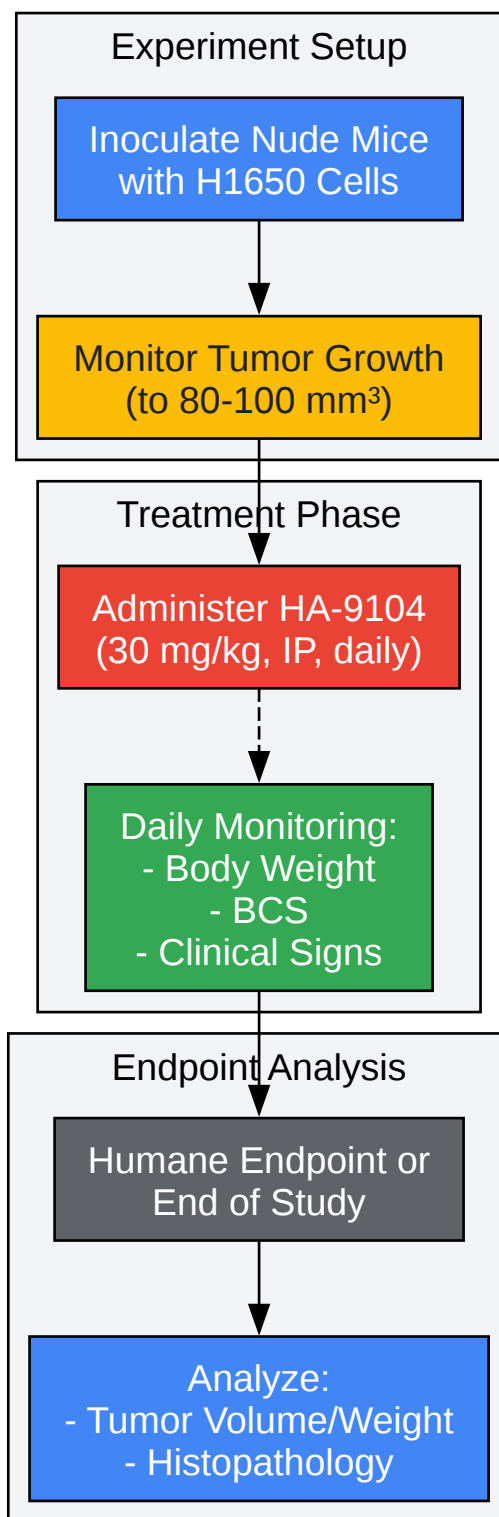 Experiment Setup
Inoculate Nude Mice
with H1650 Cells
Monitor Tumor Growth
(to 80-100 mm³)
Treatment Phase
Administer HA-9104
(30 mg/kg, IP, daily)
Daily Monitoring:
- Body Weight
- BCS
- Clinical Signs
Endpoint Analysis
Humane Endpoint or
End of Study
Analyze:
- Tumor Volume/Weight
- Histopathology